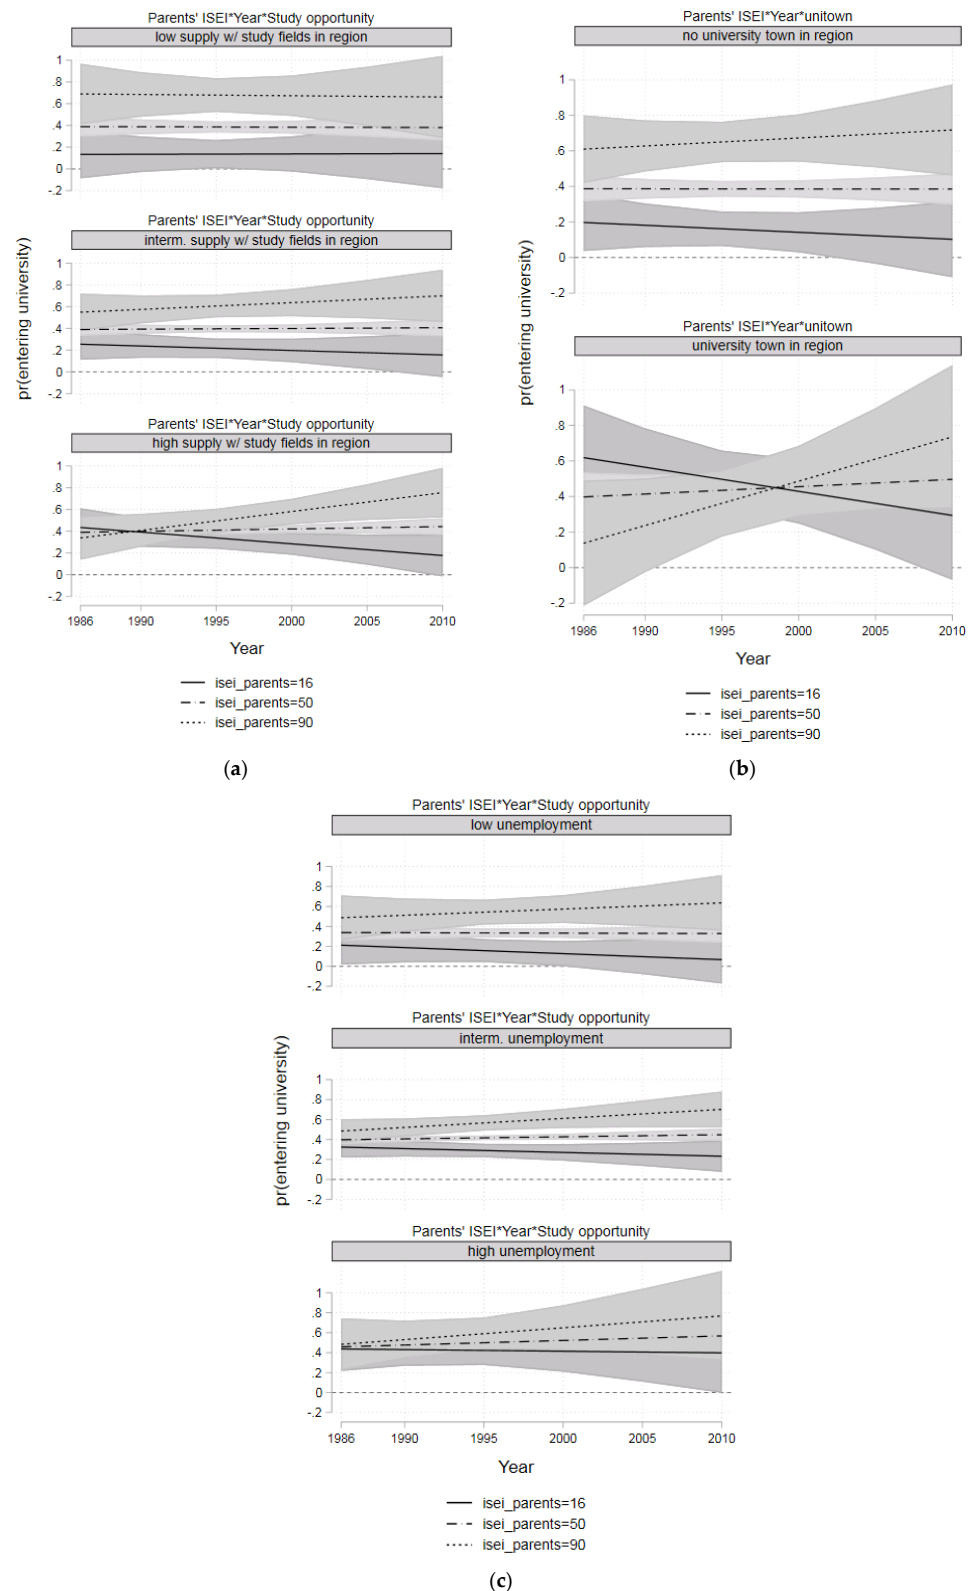 Parents' ISEI*Year*Study opportunity
low supply w/ study fields in region
1
.8
.6
.4
.2
0
-.2
Parents' ISEI*Year*Study opportunity
interm. supply w/ study fields in region
1
.8
.6
.4
.2
0
-.2
Parents' ISEI*Year*Study opportunity
high supply w/ study fields in region
1
.8
.6
.4
.2
0
-.2
pr(entering university)
1986 1990 1995 2000 2005 2010
Year
isei_parents=16
isei_parents=50
isei_parents=90
(a)
Parents' ISEI*Year*unitown
no university town in region
1
.8
.6
.4
.2
0
-.2
Parents' ISEI*Year*unitown
university town in region
1
.8
.6
.4
.2
0
-.2
pr(entering university)
1986 1990 1995 2000 2005 2010
Year
isei_parents=16
isei_parents=50
isei_parents=90
(b)
Parents' ISEI*Year*Study opportunity
low unemployment
1
.8
.6
.4
.2
0
-.2
Parents' ISEI*Year*Study opportunity
interm. unemployment
1
.8
.6
.4
.2
0
-.2
Parents' ISEI*Year*Study opportunity
high unemployment
1
.8
.6
.4
.2
0
-.2
pr(entering university)
1986 1990 1995 2000 2005 2010
Year
isei_parents=16
isei_parents=50
isei_parents=90
(c)